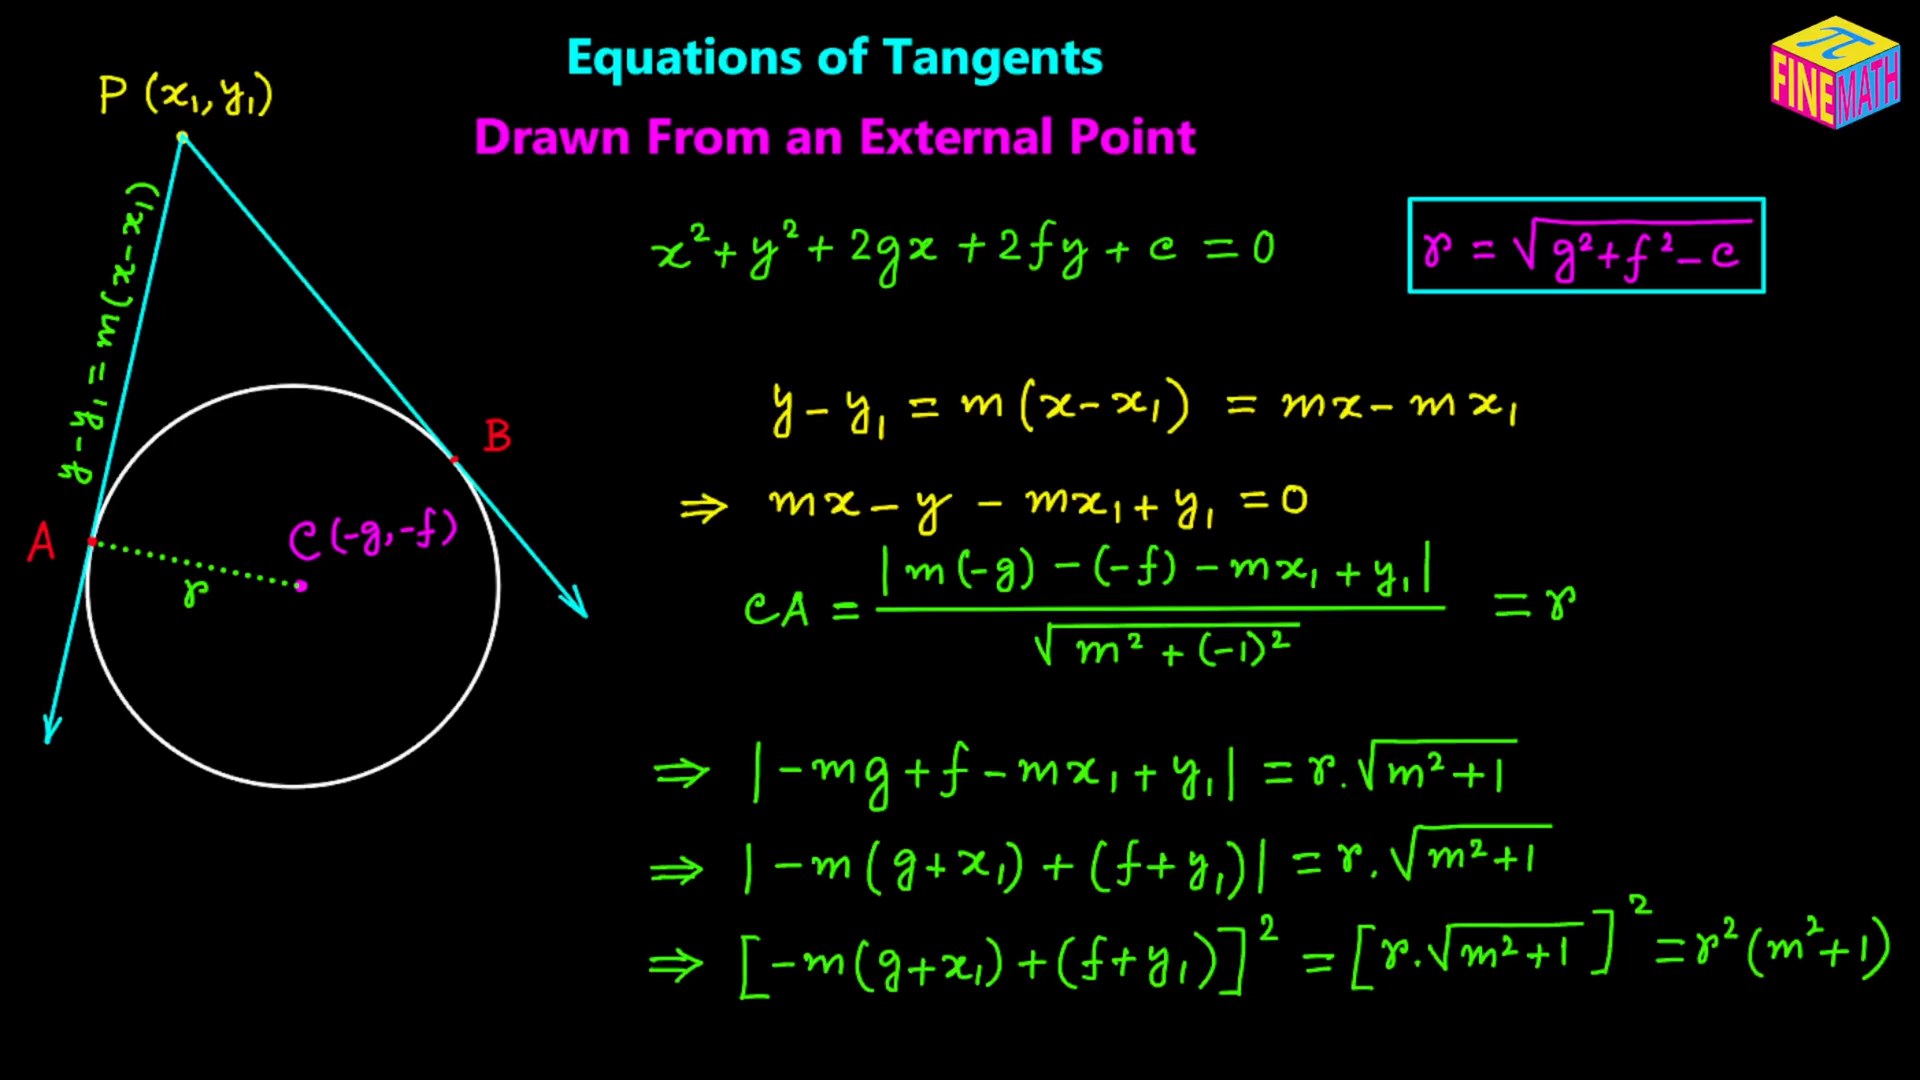 Equations of Tangents
Drawn From an External Point
π
FINE MATH
P (x₁, y₁)
y - y₁ = m(x - x₁)
A
B
C (-g, -f)
r
x² + y² + 2gx + 2fy + c = 0
r = √(g² + f² - c)
y - y₁ = m (x - x₁) = mx - mx₁
⇒ mx - y - mx₁ + y₁ = 0
CA = |m(-g) - (-f) - mx₁ + y₁| / √(m² + (-1)²) = r
⇒ |-mg + f - mx₁ + y₁| = r.√(m² + 1)
⇒ |-m(g + x₁) + (f + y₁)| = r.√(m² + 1)
⇒ [-m(g + x₁) + (f + y₁)]² = [r.√(m² + 1)]² = r²(m² + 1)